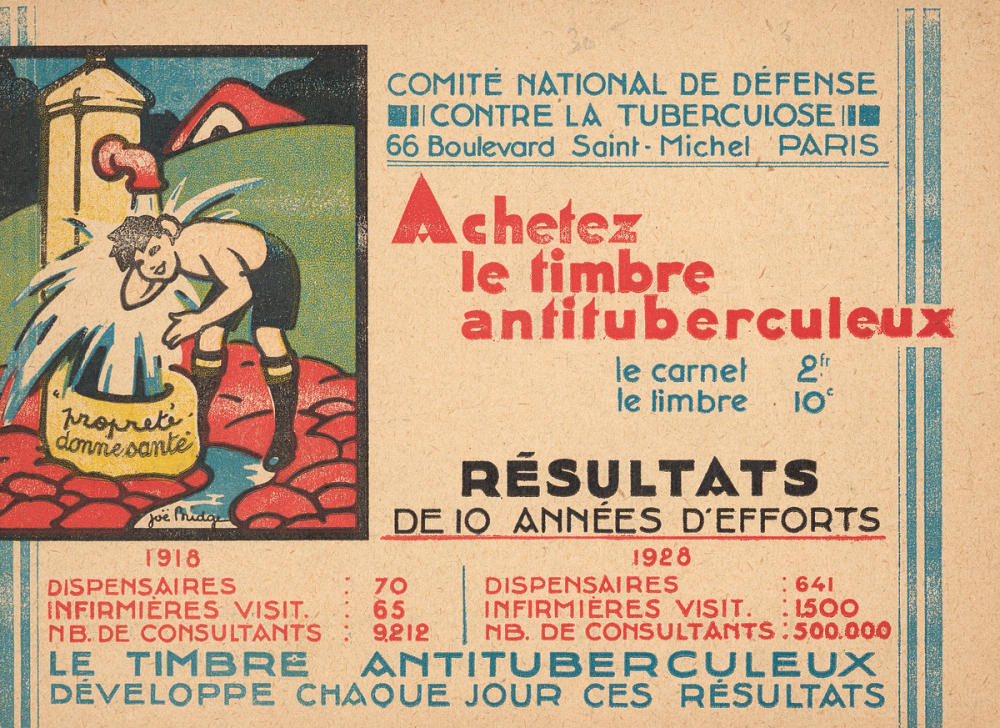 COMITÉ NATIONAL DE DÉFENSE
CONTRE LA TUBERCULOSE
66 Boulevard Saint-Michel PARIS
Achetez
le timbre
antituberculeux
le carnet 2fr
le timbre 10c
"propreté
donne santé"
RÉSULTATS
DE 10 ANNÉES D'EFFORTS
1918
DISPENSAIRES : 70
INFIRMIÈRES VISIT. : 65
NB. DE CONSULTANTS : 9.212
1928
DISPENSAIRES : 641
INFIRMIÈRES VISIT. : 1.500
NB. DE CONSULTANTS : 500.000
LE TIMBRE ANTITUBERCULEUX
DÉVELOPPE CHAQUE JOUR CES RÉSULTATS